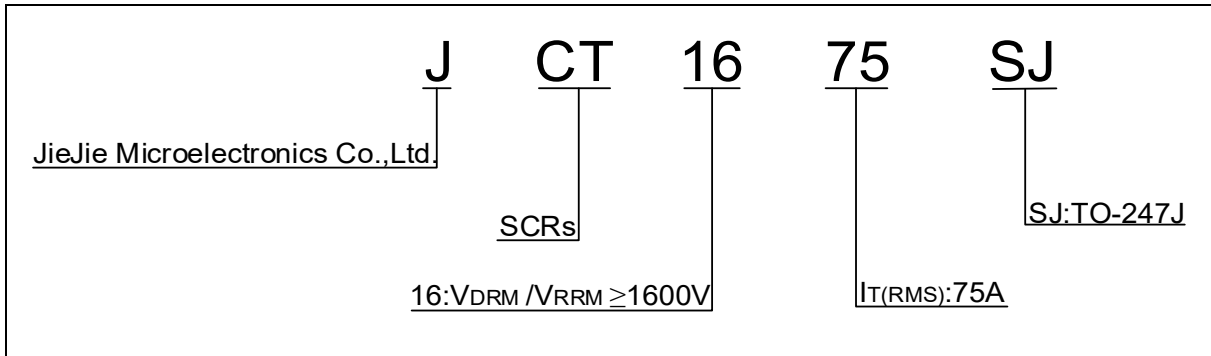 J CT 16 75 SJ
JieJie Microelectronics Co.,Ltd.
SCRs
SJ:TO-247J
16:VDRM /VRRM ≥1600V
IT(RMS):75A